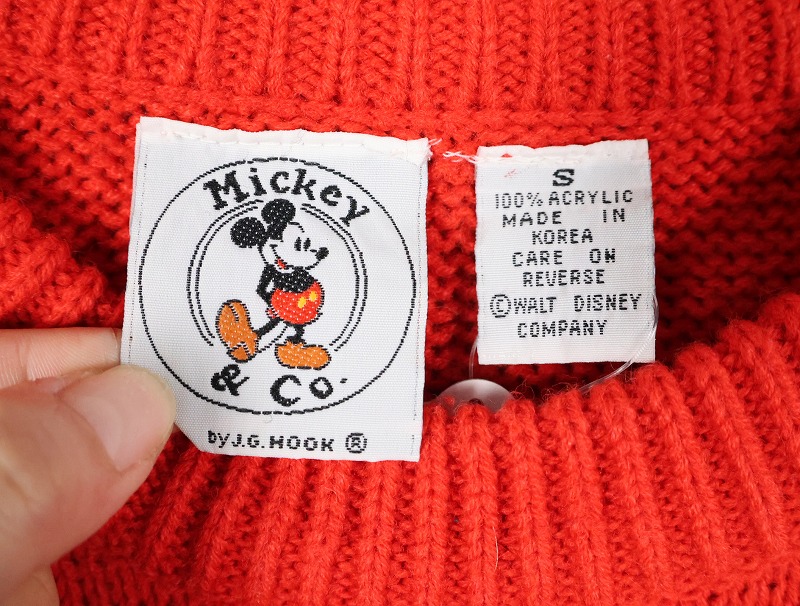 Mickey
& Co.
by J.G. HOOK ®
S
100% ACRYLIC
MADE IN
KOREA
CARE ON
REVERSE
©WALT DISNEY
COMPANY